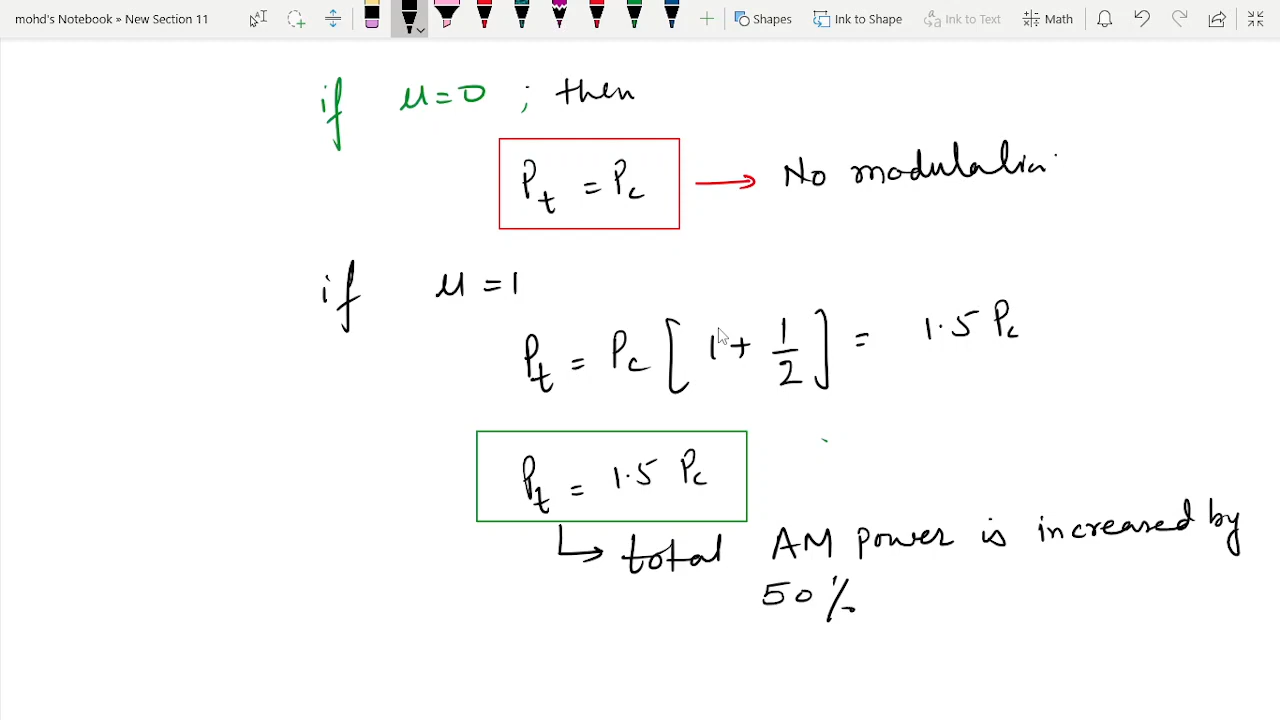 mohd's Notebook » New Section 11
Shapes Ink to Shape Ink to Text Math
if μ=0 ; then
Pt = Pc → No modulatio
if μ=1
Pt = Pc [1 + 1/2] = 1.5 Pc
Pt = 1.5 Pc
↳ total AM power is increased by
50%